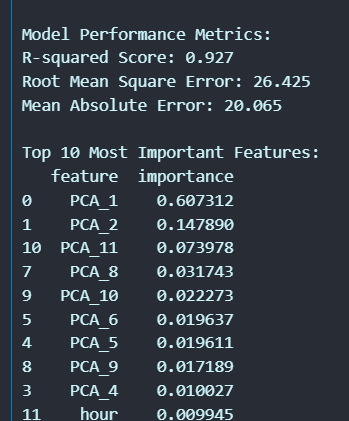 Model Performance Metrics:
R-squared Score: 0.927
Root Mean Square Error: 26.425
Mean Absolute Error: 20.065
Top 10 Most Important Features:
feature importance
0 PCA_1 0.607312
1 PCA_2 0.147890
10 PCA_11 0.073978
7 PCA_8 0.031743
9 PCA_10 0.022273
5 PCA_6 0.019637
4 PCA_5 0.019611
8 PCA_9 0.017189
3 PCA_4 0.010027
11 hour 0.009945